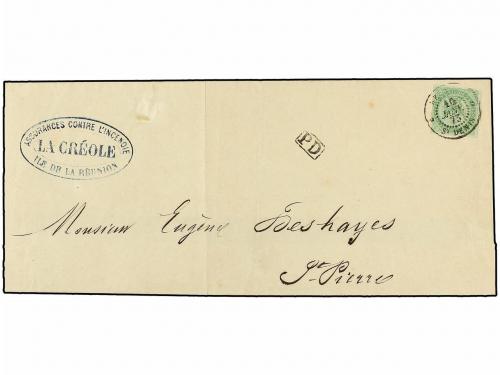 ASSURANCES CONTRE L'INCENDIE
LA CRÉOLE
ILE DE LA RÉUNION
PD
ST DENIS
Monsieur Eugène Deshayes
St Pierre